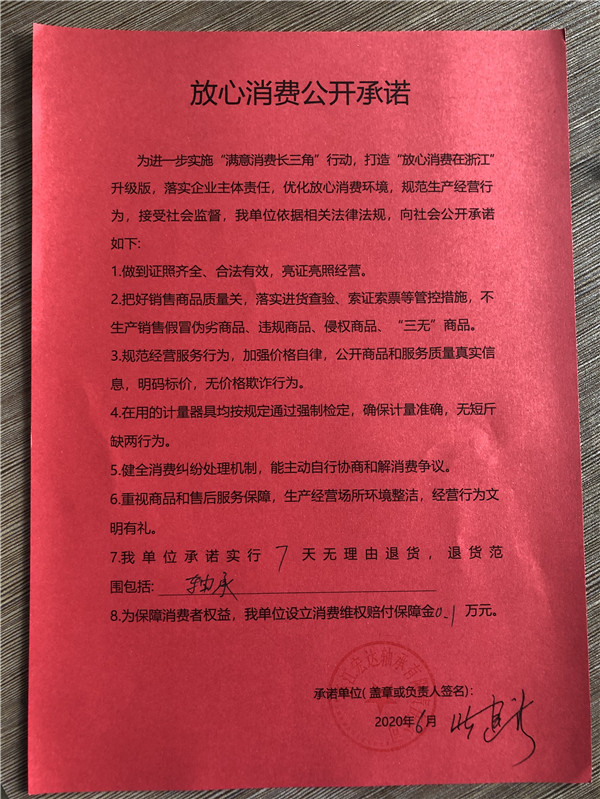 放心消费公开承诺
为进一步实施“满意消费长三角”行动，打造“放心消费在浙江”
升级版，落实企业主体责任，优化放心消费环境，规范生产经营行
为，接受社会监督，我单位依据相关法律法规，向社会公开承诺
如下：
1.做到证照齐全、合法有效，亮证亮照经营。
2.把好销售商品质量关，落实进货查验、索证索票等管控措施，不
生产销售假冒伪劣商品、违规商品、侵权商品、“三无”商品。
3.规范经营服务行为，加强价格自律，公开商品和服务质量真实信
息，明码标价，无价格欺诈行为。
4.在用的计量器具均按规定通过强制检定，确保计量准确，无短斤
缺两行为。
5.健全消费纠纷处理机制，能主动自行协商和解消费争议。
6.重视商品和售后服务保障，生产经营场所环境整洁，经营行为文
明有礼。
7.我单位承诺实行7天无理由退货，退货范
围包括：轴承
8.为保障消费者权益，我单位设立消费维权赔付保障金0.1万元。
承诺单位（盖章或负责人签名）：
2020年6月